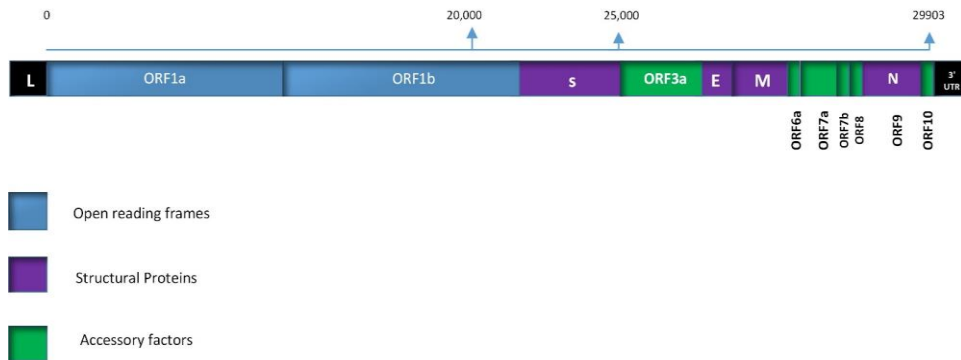 0 20,000 25,000 29903
L ORF1a ORF1b s ORF3a E M N 3' UTR
ORF6a ORF7a ORF7b ORF8 ORF9 ORF10
Open reading frames
Structural Proteins
Accessory factors